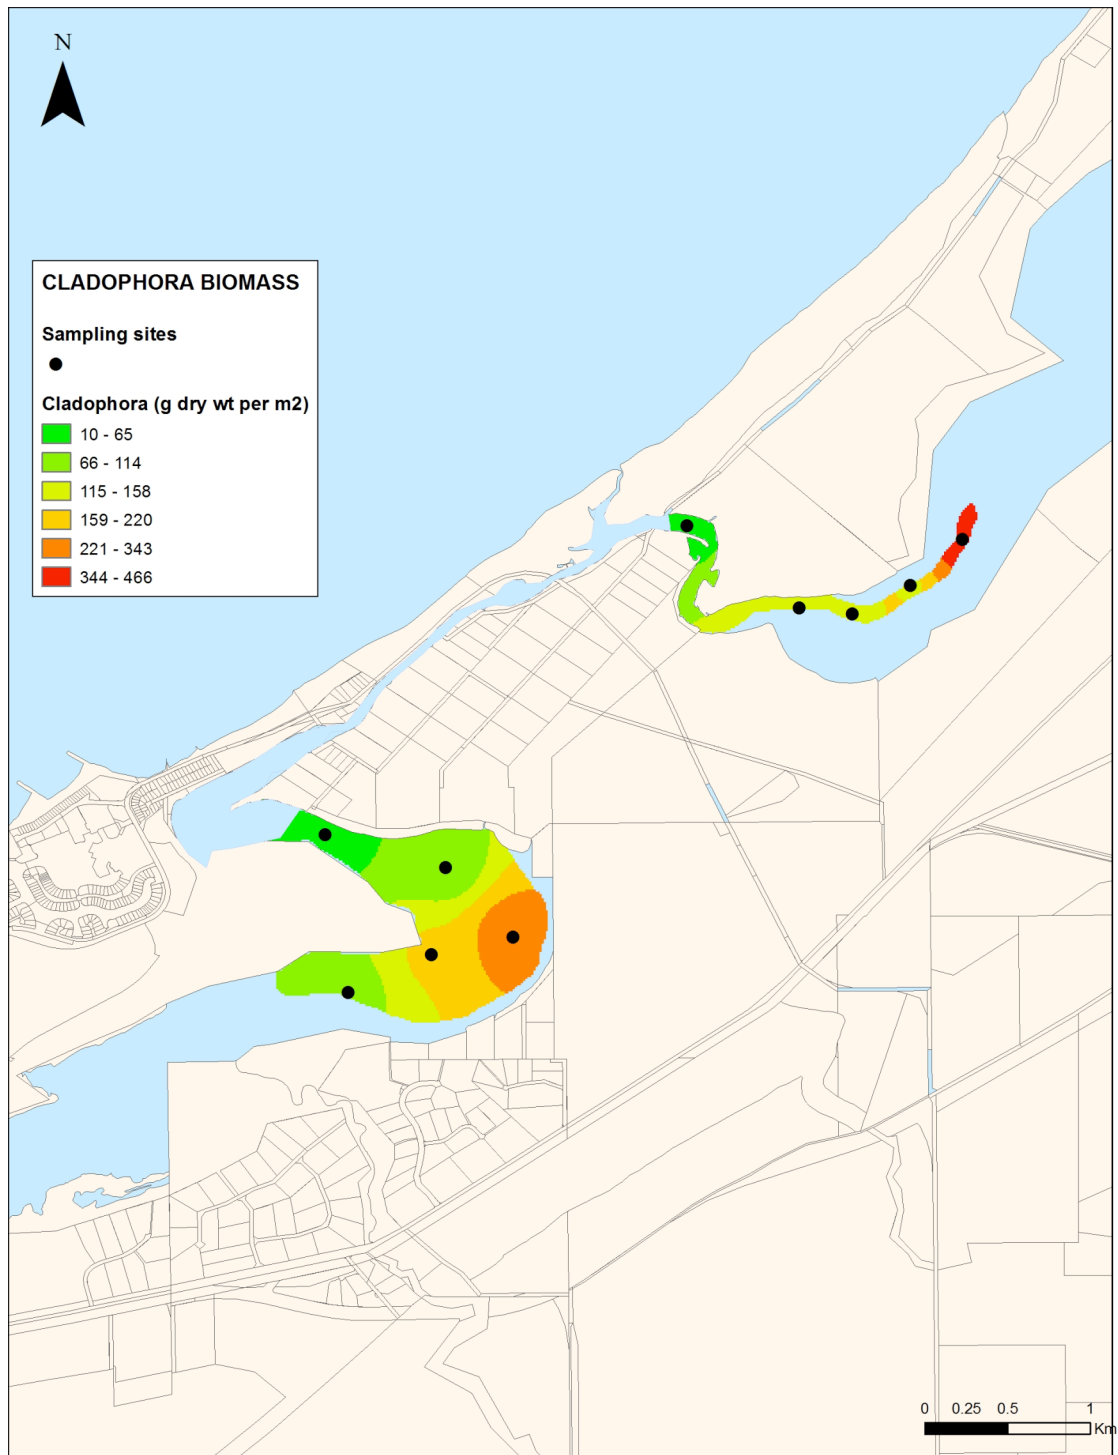 N
CLADOPHORA BIOMASS
Sampling sites
Cladophora (g dry wt per m2)
10 - 65
66 - 114
115 - 158
159 - 220
221 - 343
344 - 466
0 0.25 0.5 1
Km